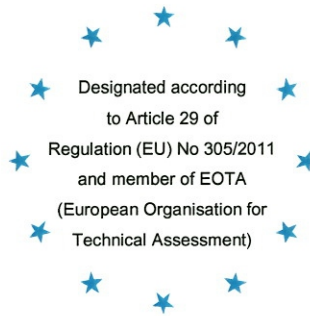 Designated according
to Article 29 of
Regulation (EU) No 305/2011
and member of EOTA
(European Organisation for
Technical Assessment)